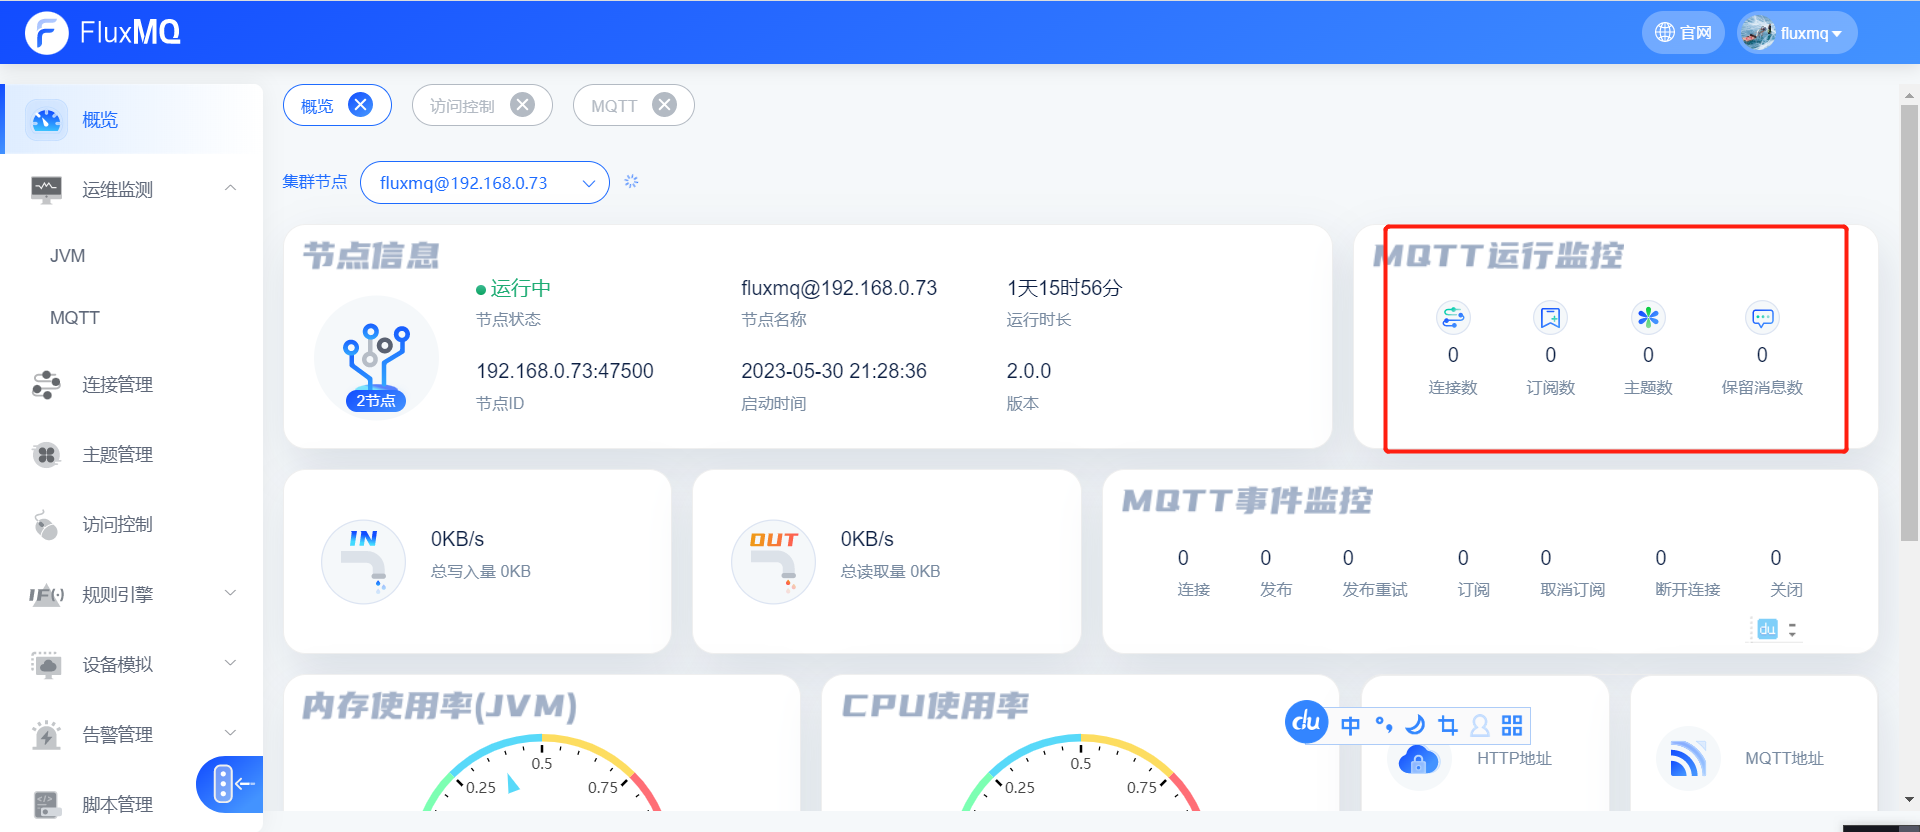 FluxMQ
官网
fluxmq
概览
运维监测
JVM
MQTT
连接管理
主题管理
访问控制
规则引擎
设备模拟
告警管理
脚本管理
概览
访问控制
MQTT
集群节点
fluxmq@192.168.0.73
节点信息
2节点
运行中
节点状态
fluxmq@192.168.0.73
节点名称
1天15时56分
运行时长
192.168.0.73:47500
节点ID
2023-05-30 21:28:36
启动时间
2.0.0
版本
MQTT运行监控
0
连接数
0
订阅数
0
主题数
0
保留消息数
IN
0KB/s
总写入量 0KB
OUT
0KB/s
总读取量 0KB
MQTT事件监控
0
连接
0
发布
0
发布重试
0
订阅
0
取消订阅
0
断开连接
0
关闭
du
内存使用率(JVM)
0.25
0.5
0.75
CPU使用率
0.25
0.5
0.75
du 中
HTTP地址
MQTT地址